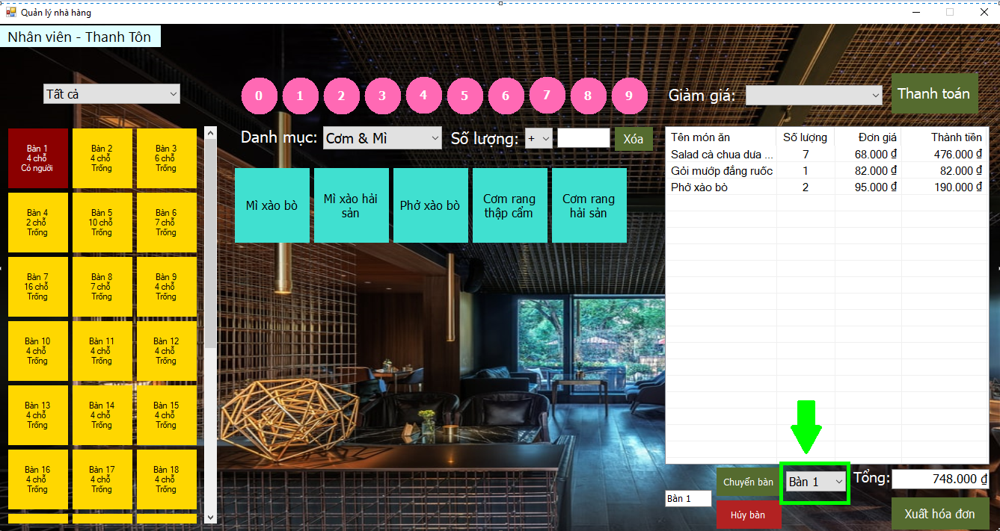 Quản lý nhà hàng
Nhân viên - Thanh Tôn
Tất cả
0 1 2 3 4 5 6 7 8 9
Giảm giá:
Thanh toán
Danh mục: Cơm & Mì Số lượng: + Xóa
Bàn 1
4 chỗ
Có người
Bàn 2
4 chỗ
Trống
Bàn 3
6 chỗ
Trống
Bàn 4
2 chỗ
Trống
Bàn 5
10 chỗ
Trống
Bàn 6
7 chỗ
Trống
Bàn 7
16 chỗ
Trống
Bàn 8
7 chỗ
Trống
Bàn 9
4 chỗ
Trống
Bàn 10
4 chỗ
Trống
Bàn 11
4 chỗ
Trống
Bàn 12
4 chỗ
Trống
Bàn 13
4 chỗ
Trống
Bàn 14
4 chỗ
Trống
Bàn 15
4 chỗ
Trống
Bàn 16
4 chỗ
Trống
Bàn 17
4 chỗ
Trống
Bàn 18
4 chỗ
Trống
Mì xào bò
Mì xào hải
sản
Phở xào bò
Cơm rang
thập cẩm
Cơm rang
hải sản
Tên món ăn Số lượng Đơn giá Thành tiền
Salad cà chua dưa ... 7 68.000 ₫ 476.000 ₫
Gỏi mướp đắng ruốc 1 82.000 ₫ 82.000 ₫
Phở xào bò 2 95.000 ₫ 190.000 ₫
Chuyển bàn Bàn 1 Tổng: 748.000 ₫
Bàn 1
Hủy bàn
Xuất hóa đơn